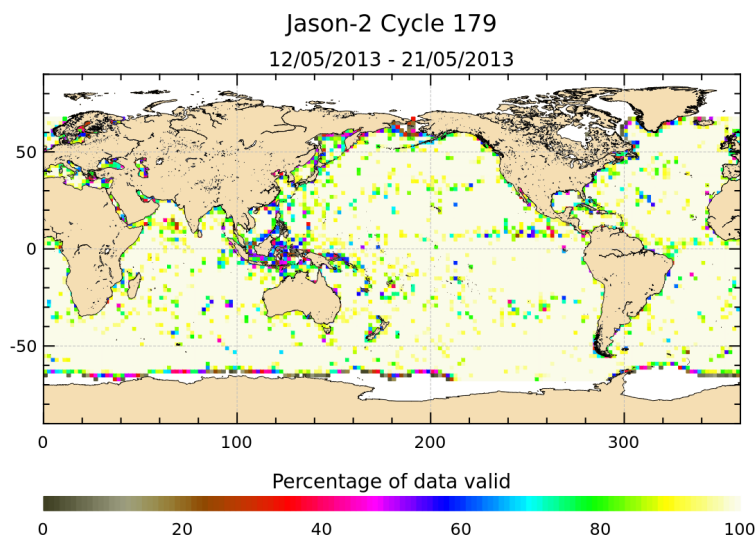 Jason-2 Cycle 179
12/05/2013 - 21/05/2013
50
0
-50
0 100 200 300
Percentage of data valid
0 20 40 60 80 100